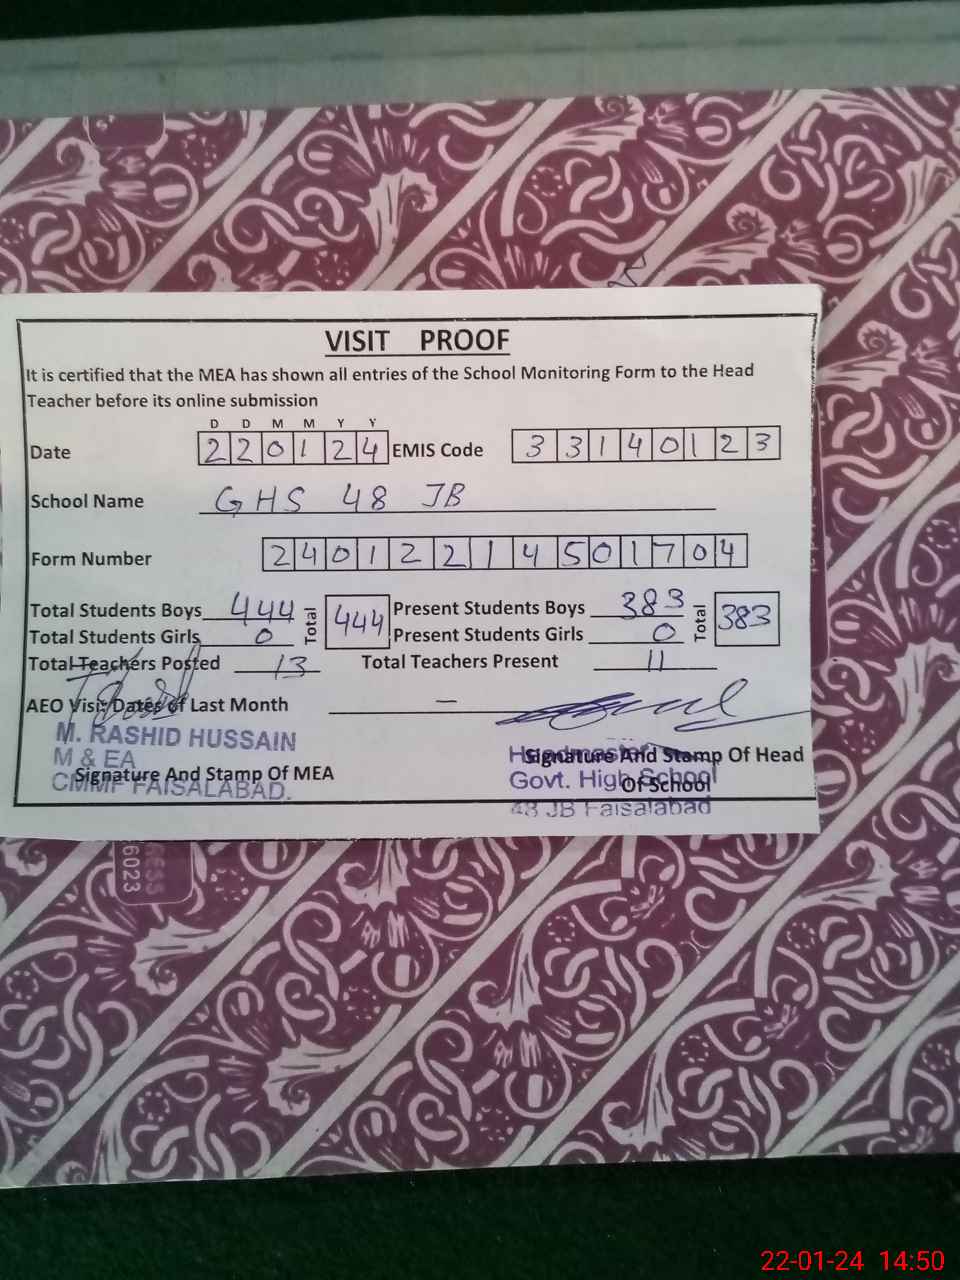 VISIT PROOF
It is certified that the MEA has shown all entries of the School Monitoring Form to the Head
Teacher before its online submission
D D M M Y Y
Date 220124 EMIS Code 33140123
School Name GHS 48 JB
Form Number 24012214501704
Total Students Boys 444 Total 444 Present Students Boys 383 Total 383
Total Students Girls 0 Present Students Girls 0
Total Teachers Posted 13 Total Teachers Present 11
AEO Visit Dates of Last Month –
M. RASHID HUSSAIN
M & EA
CMMF FAISALABAD.
Signature And Stamp Of MEA
Headmaster
Govt. High School
48 JB Faisalabad
Signature And Stamp Of Head
Of School
6023
22-01-24 14:50